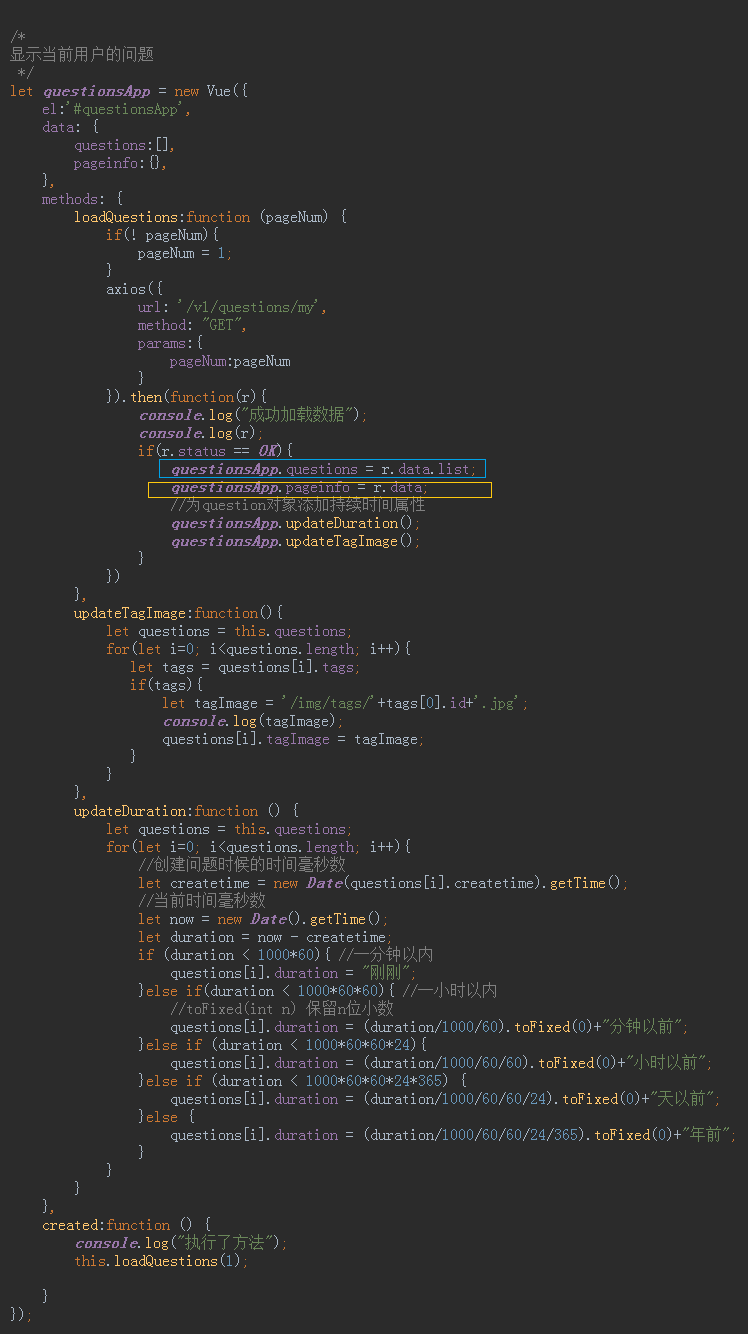 /*
显示当前用户的问题
 */
let questionsApp = new Vue({
    el:'#questionsApp',
    data: {
        questions:[],
        pageinfo:{},
    },
    methods: {
        loadQuestions:function (pageNum) {
            if(! pageNum){
                pageNum = 1;
            }
            axios({
                url: '/v1/questions/my',
                method: "GET",
                params:{
                    pageNum:pageNum
                }
            }).then(function(r){
                console.log("成功加载数据");
                console.log(r);
                if(r.status == OK){
                    questionsApp.questions = r.data.list;
                    questionsApp.pageinfo = r.data;
                    //为question对象添加持续时间属性
                    questionsApp.updateDuration();
                    questionsApp.updateTagImage();
                }
            })
        },
        updateTagImage:function(){
            let questions = this.questions;
            for(let i=0; i<questions.length; i++){
               let tags = questions[i].tags;
               if(tags){
                   let tagImage = '/img/tags/'+tags[0].id+'.jpg';
                   console.log(tagImage);
                   questions[i].tagImage = tagImage;
               }
            }
        },
        updateDuration:function () {
            let questions = this.questions;
            for(let i=0; i<questions.length; i++){
                //创建问题时候的时间毫秒数
                let createtime = new Date(questions[i].createtime).getTime();
                //当前时间毫秒数
                let now = new Date().getTime();
                let duration = now - createtime;
                if (duration < 1000*60){ //一分钟以内
                    questions[i].duration = "刚刚";
                }else if(duration < 1000*60*60){ //一小时以内
                    //toFixed(int n) 保留n位小数
                    questions[i].duration = (duration/1000/60).toFixed(0)+"分钟以前";
                }else if (duration < 1000*60*60*24){
                    questions[i].duration = (duration/1000/60/60).toFixed(0)+"小时以前";
                }else if (duration < 1000*60*60*24*365) {
                    questions[i].duration = (duration/1000/60/60/24).toFixed(0)+"天以前";
                }else {
                    questions[i].duration = (duration/1000/60/60/24/365).toFixed(0)+"年前";
                }
            }
        }
    },
    created:function () {
        console.log("执行了方法");
        this.loadQuestions(1);

    }
});